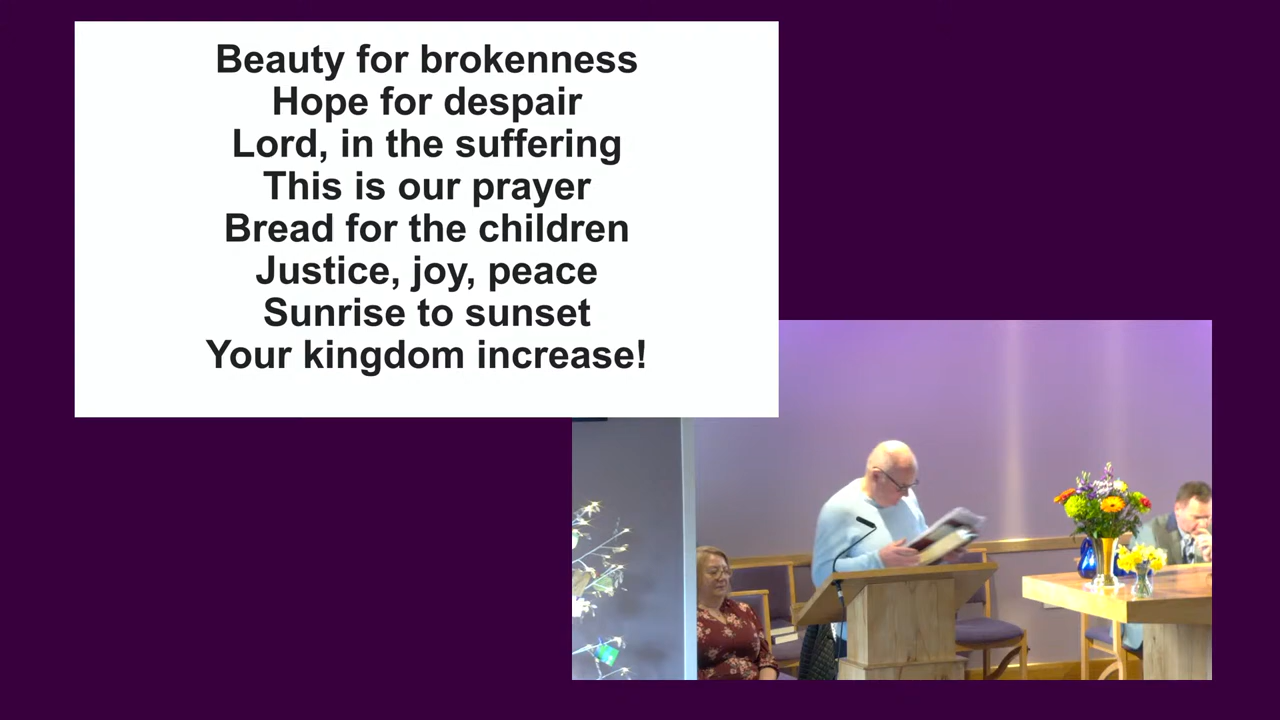 Beauty for brokenness
Hope for despair
Lord, in the suffering
This is our prayer
Bread for the children
Justice, joy, peace
Sunrise to sunset
Your kingdom increase!